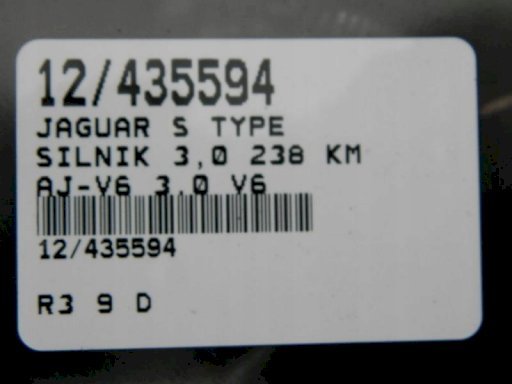 12/435594
JAGUAR S TYPE
SILNIK 3,0 238 KM
AJ-V6 3.0 V6
12/435594
R3 9 D